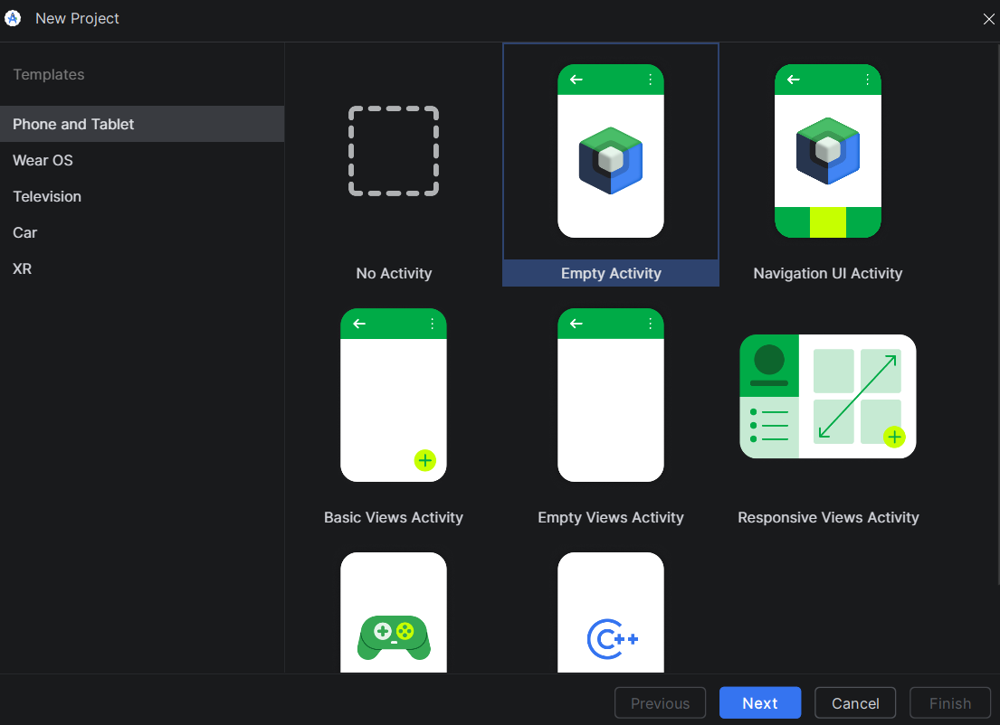 New Project
Templates
Phone and Tablet
Wear OS
Television
Car
XR
No Activity
Empty Activity
Navigation UI Activity
Basic Views Activity
Empty Views Activity
Responsive Views Activity
C++
Previous
Next
Cancel
Finish